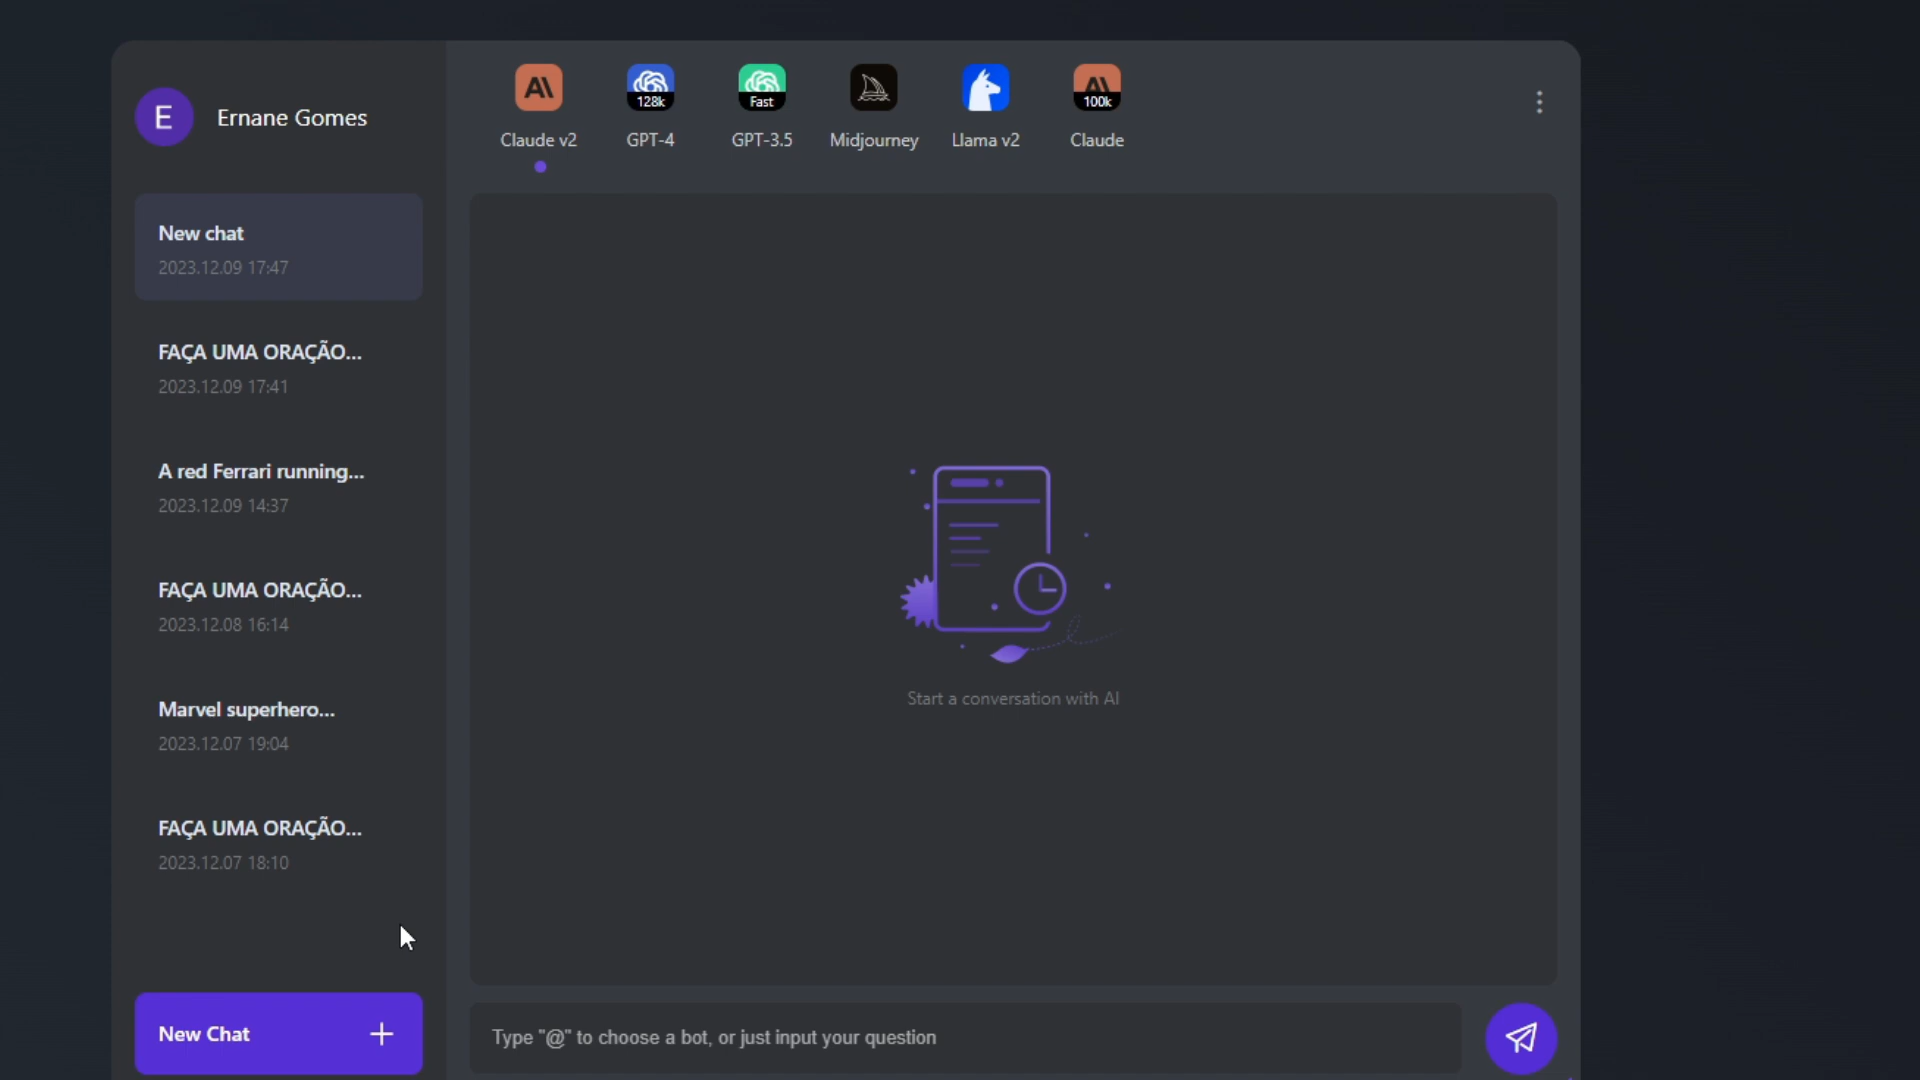 E
Ernane Gomes
New chat
2023.12.09 17:47
FAÇA UMA ORAÇÃO...
2023.12.09 17:41
A red Ferrari running...
2023.12.09 14:37
FAÇA UMA ORAÇÃO...
2023.12.08 16:14
Marvel superhero...
2023.12.07 19:04
FAÇA UMA ORAÇÃO...
2023.12.07 18:10
New Chat
AI
Claude v2
128k
GPT-4
Fast
GPT-3.5
Midjourney
Llama v2
AI
100k
Claude
Start a conversation with AI
Type "@" to choose a bot, or just input your question